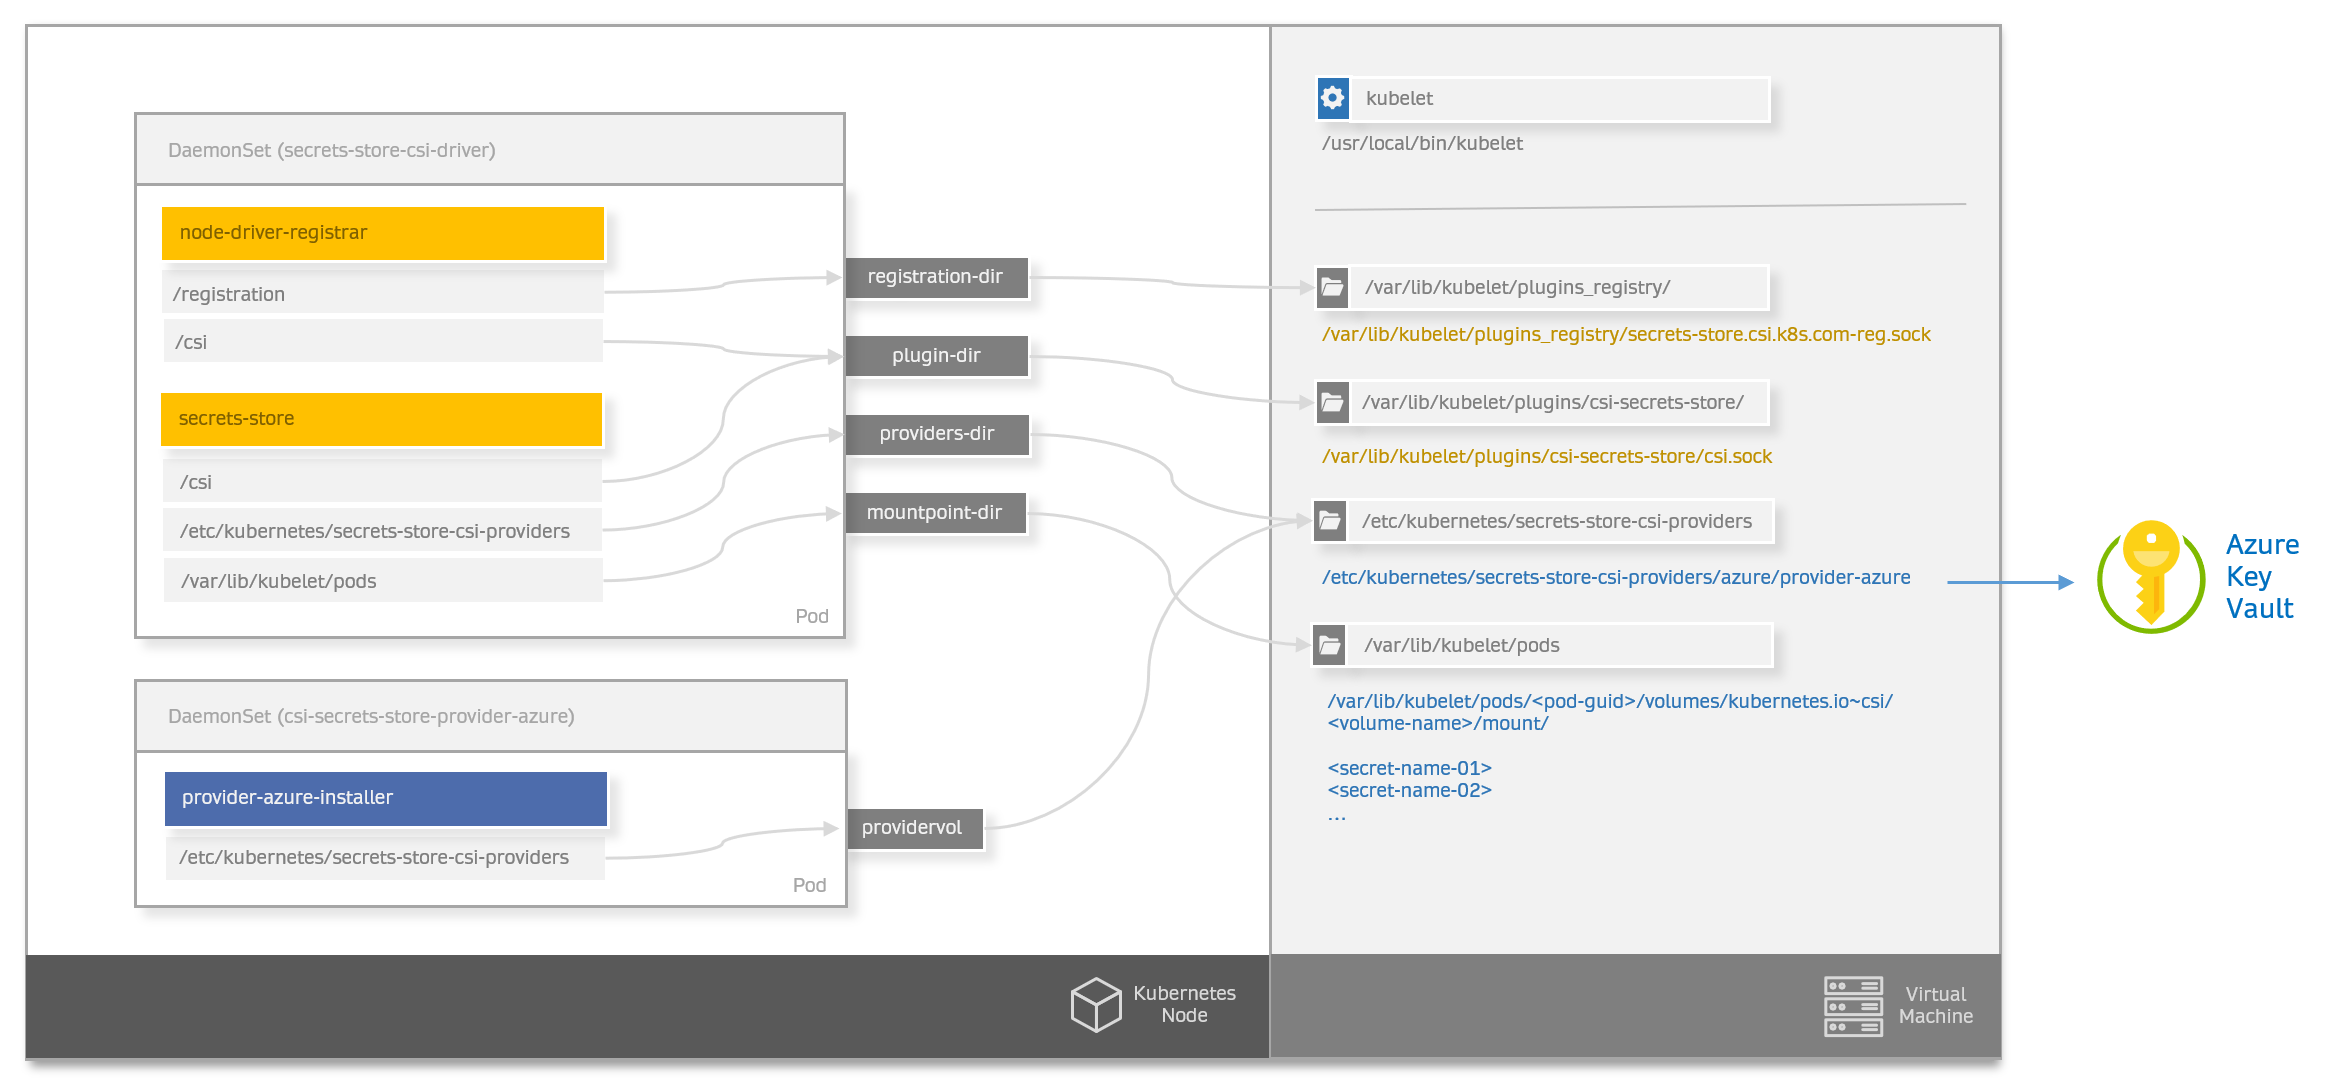 DaemonSet (secrets-store-csi-driver)
node-driver-registrar
/registration
/csi
secrets-store
/csi
/etc/kubernetes/secrets-store-csi-providers
/var/lib/kubelet/pods
Pod
registration-dir
plugin-dir
providers-dir
mountpoint-dir
DaemonSet (csi-secrets-store-provider-azure)
provider-azure-installer
/etc/kubernetes/secrets-store-csi-providers
Pod
providervol
Kubernetes
Node
kubelet
/usr/local/bin/kubelet
/var/lib/kubelet/plugins_registry/
/var/lib/kubelet/plugins_registry/secrets-store.csi.k8s.com-reg.sock
/var/lib/kubelet/plugins/csi-secrets-store/
/var/lib/kubelet/plugins/csi-secrets-store/csi.sock
/etc/kubernetes/secrets-store-csi-providers
/etc/kubernetes/secrets-store-csi-providers/azure/provider-azure
/var/lib/kubelet/pods
/var/lib/kubelet/pods/<pod-guid>/volumes/kubernetes.io~csi/
<volume-name>/mount/
<secret-name-01>
<secret-name-02>
...
Virtual
Machine
Azure
Key
Vault